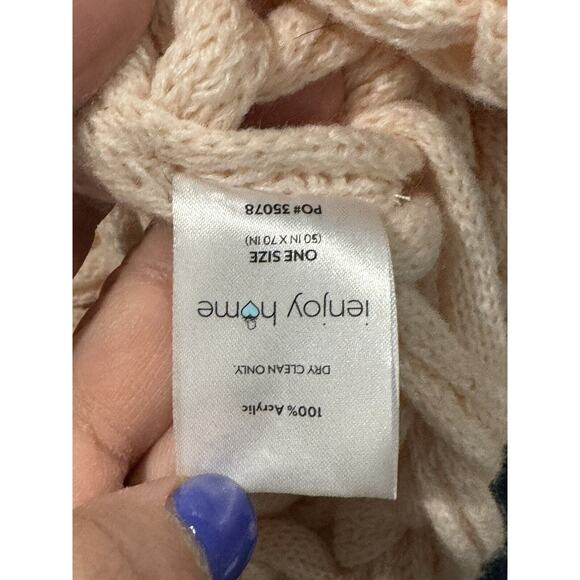 100% Acrylic
DRY CLEAN ONLY.
ienjoy home
ONE SIZE
(50 IN X 70 IN)
PO# 35078